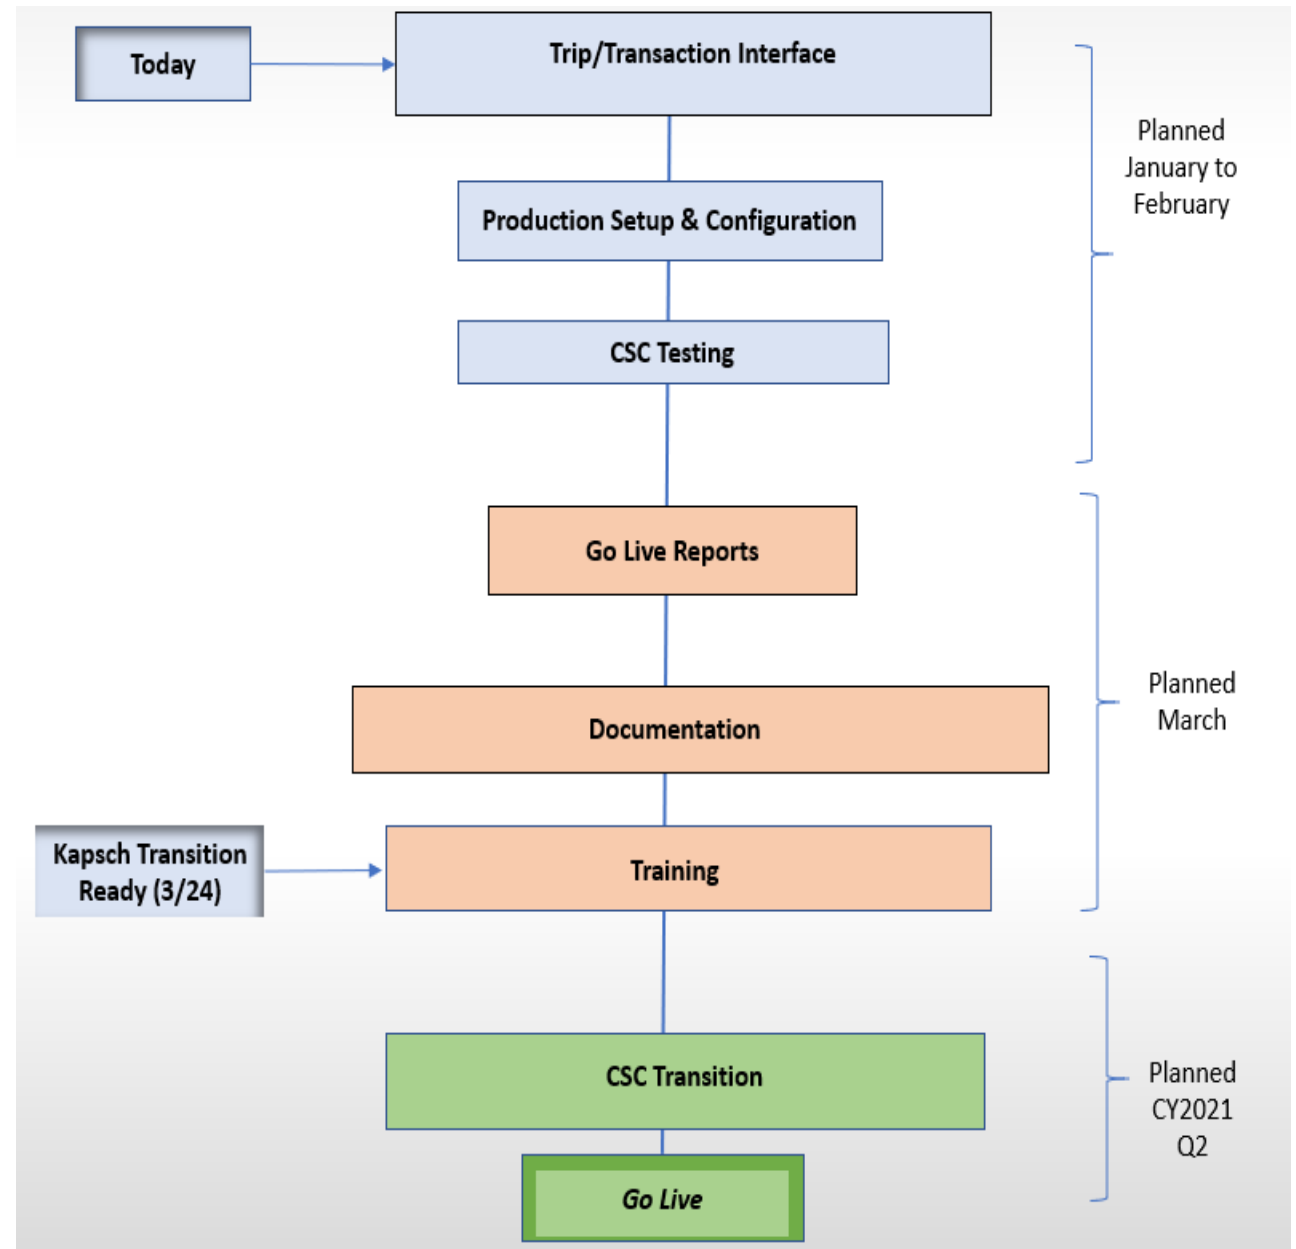 Today
Trip/Transaction Interface
Planned
January to
February
Production Setup & Configuration
CSC Testing
Go Live Reports
Planned
March
Documentation
Kapsch Transition
Ready (3/24)
Training
CSC Transition
Planned
CY2021
Q2
Go Live